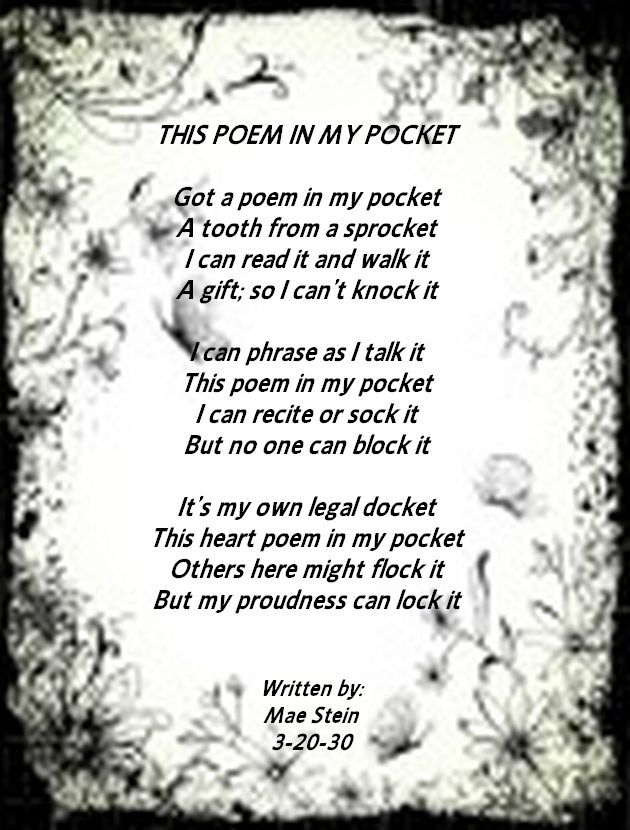 THIS POEM IN MY POCKET
Got a poem in my pocket
A tooth from a sprocket
I can read it and walk it
A gift; so I can't knock it
I can phrase as I talk it
This poem in my pocket
I can recite or sock it
But no one can block it
It's my own legal docket
This heart poem in my pocket
Others here might flock it
But my proudness can lock it
Written by:
Mae Stein
3-20-30